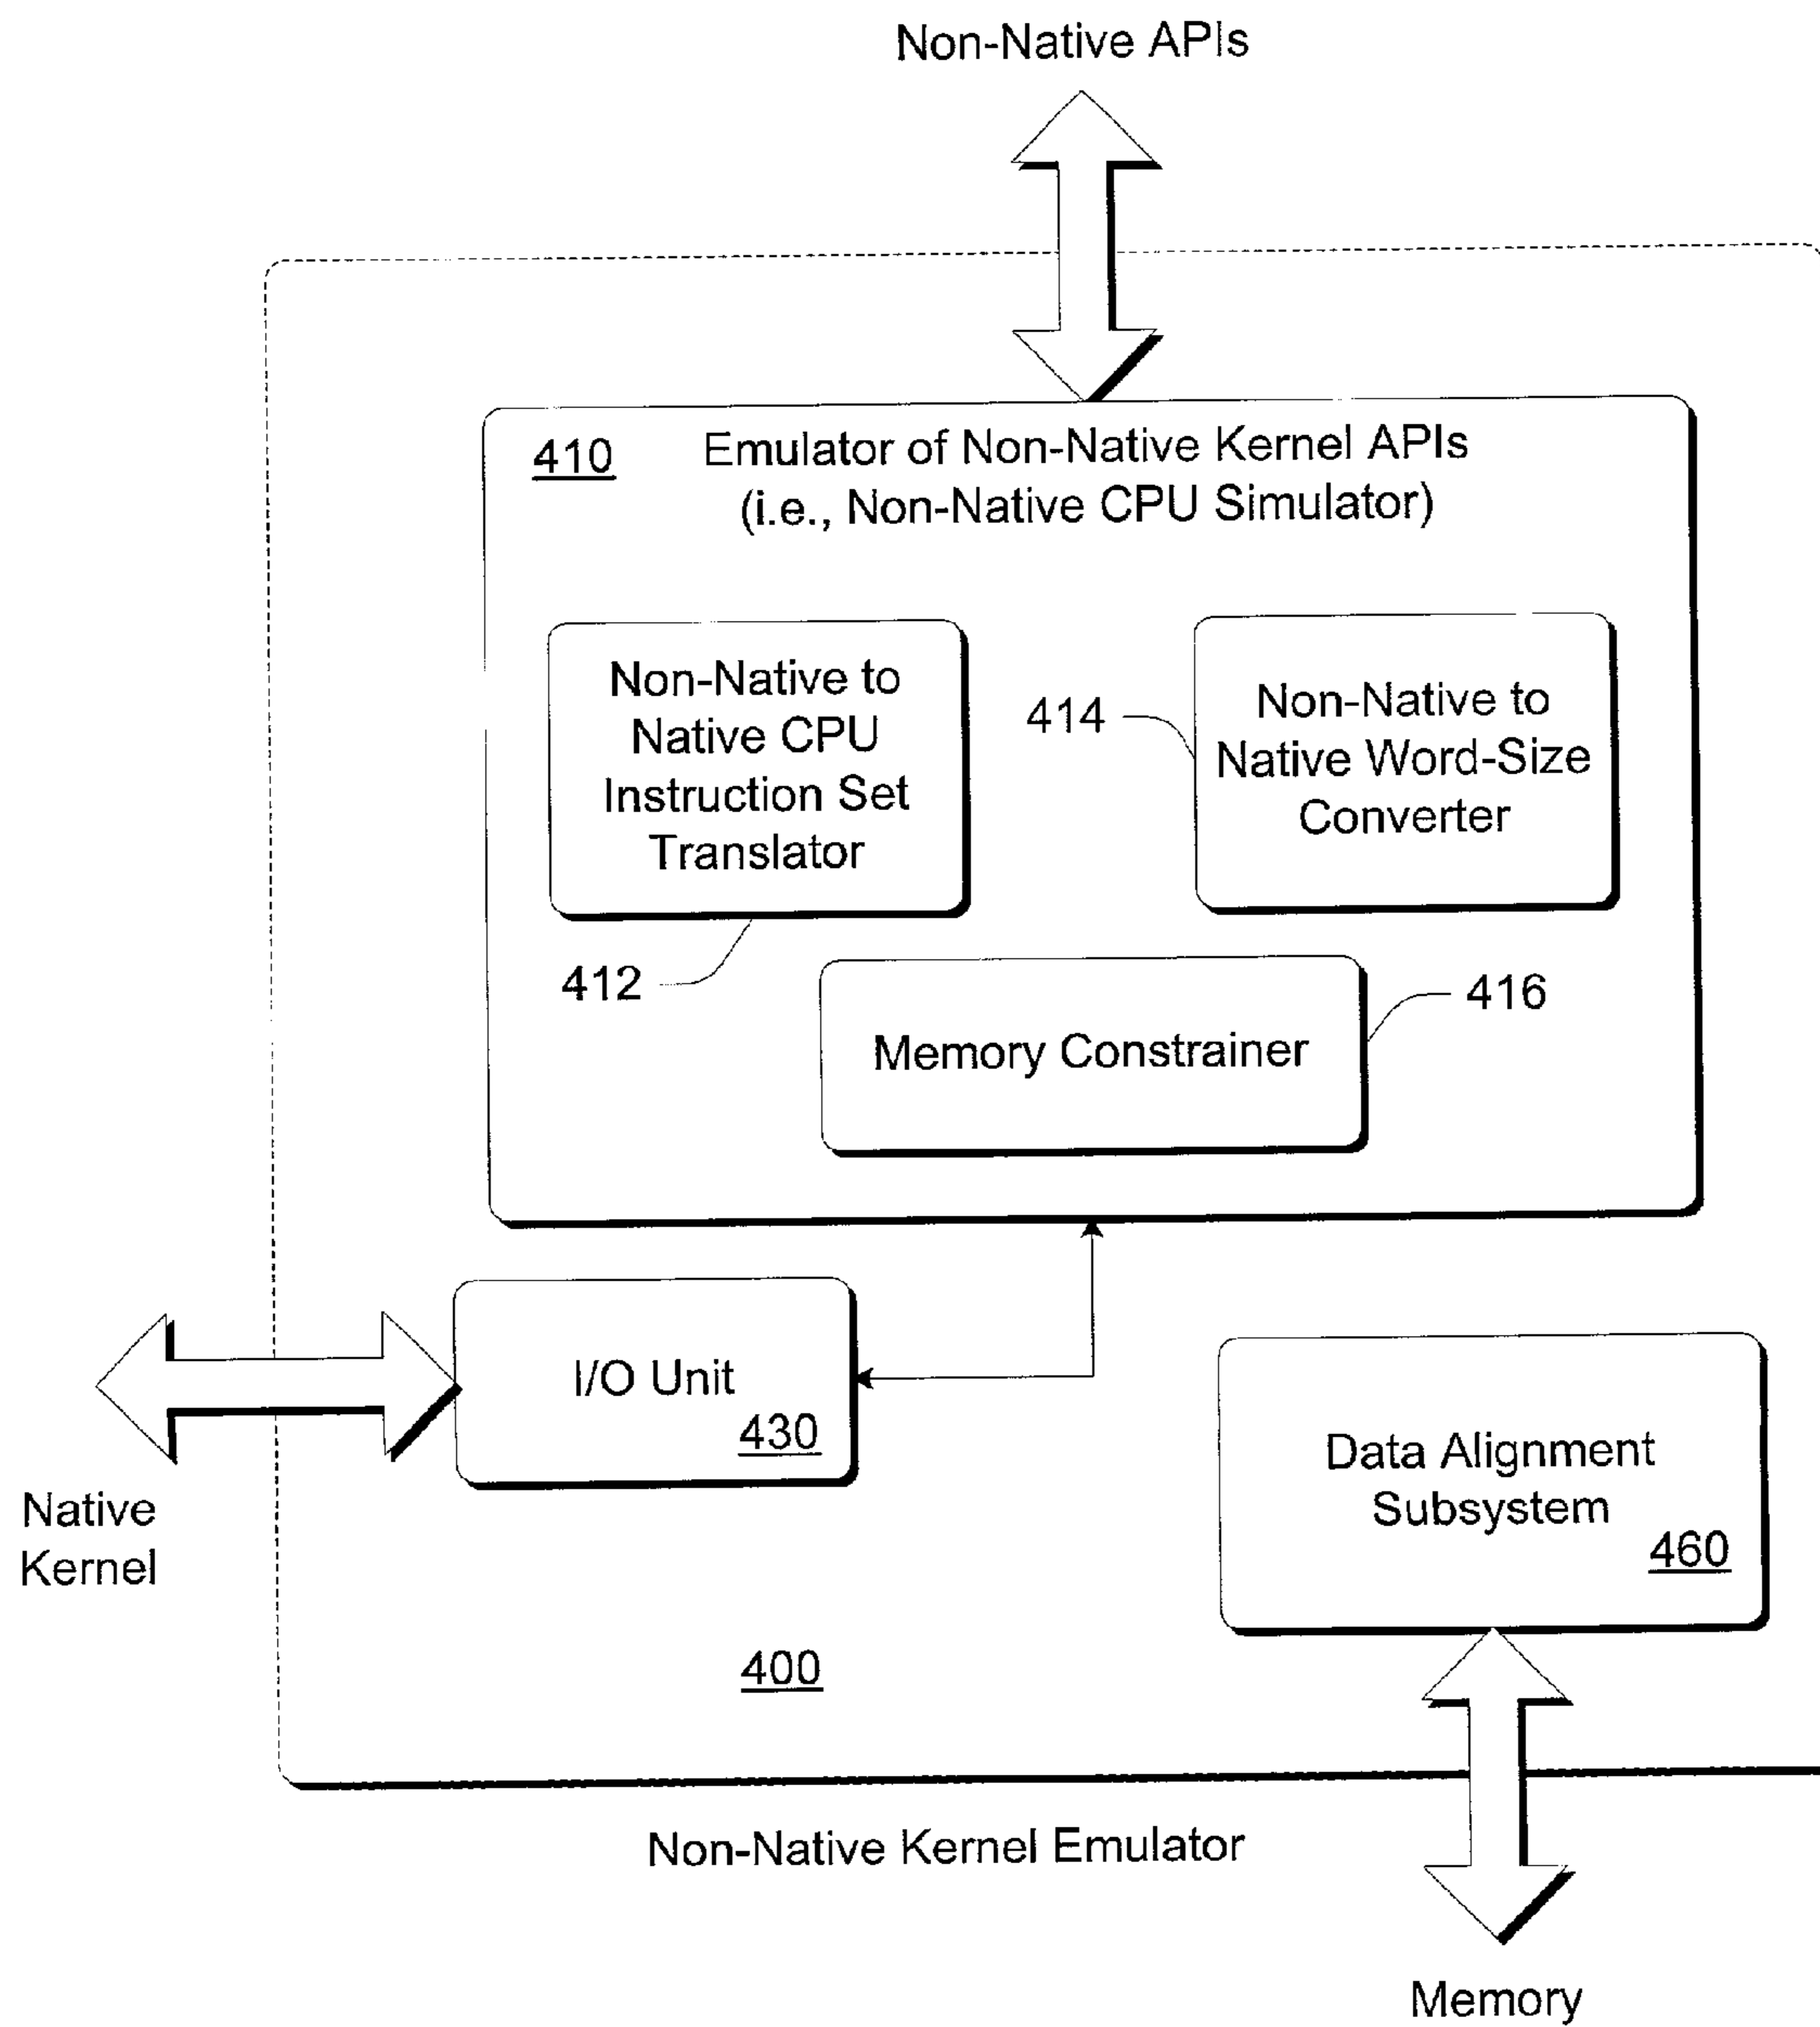 Non-Native APIs
410
Emulator of Non-Native Kernel APIs
(i.e., Non-Native CPU Simulator)
Non-Native to
Native CPU
Instruction Set
Translator
412
414
Non-Native to
Native Word-Size
Converter
Memory Constrainer
416
I/O Unit
430
Native
Kernel
Data Alignment
Subsystem
460
400
Non-Native Kernel Emulator
Memory